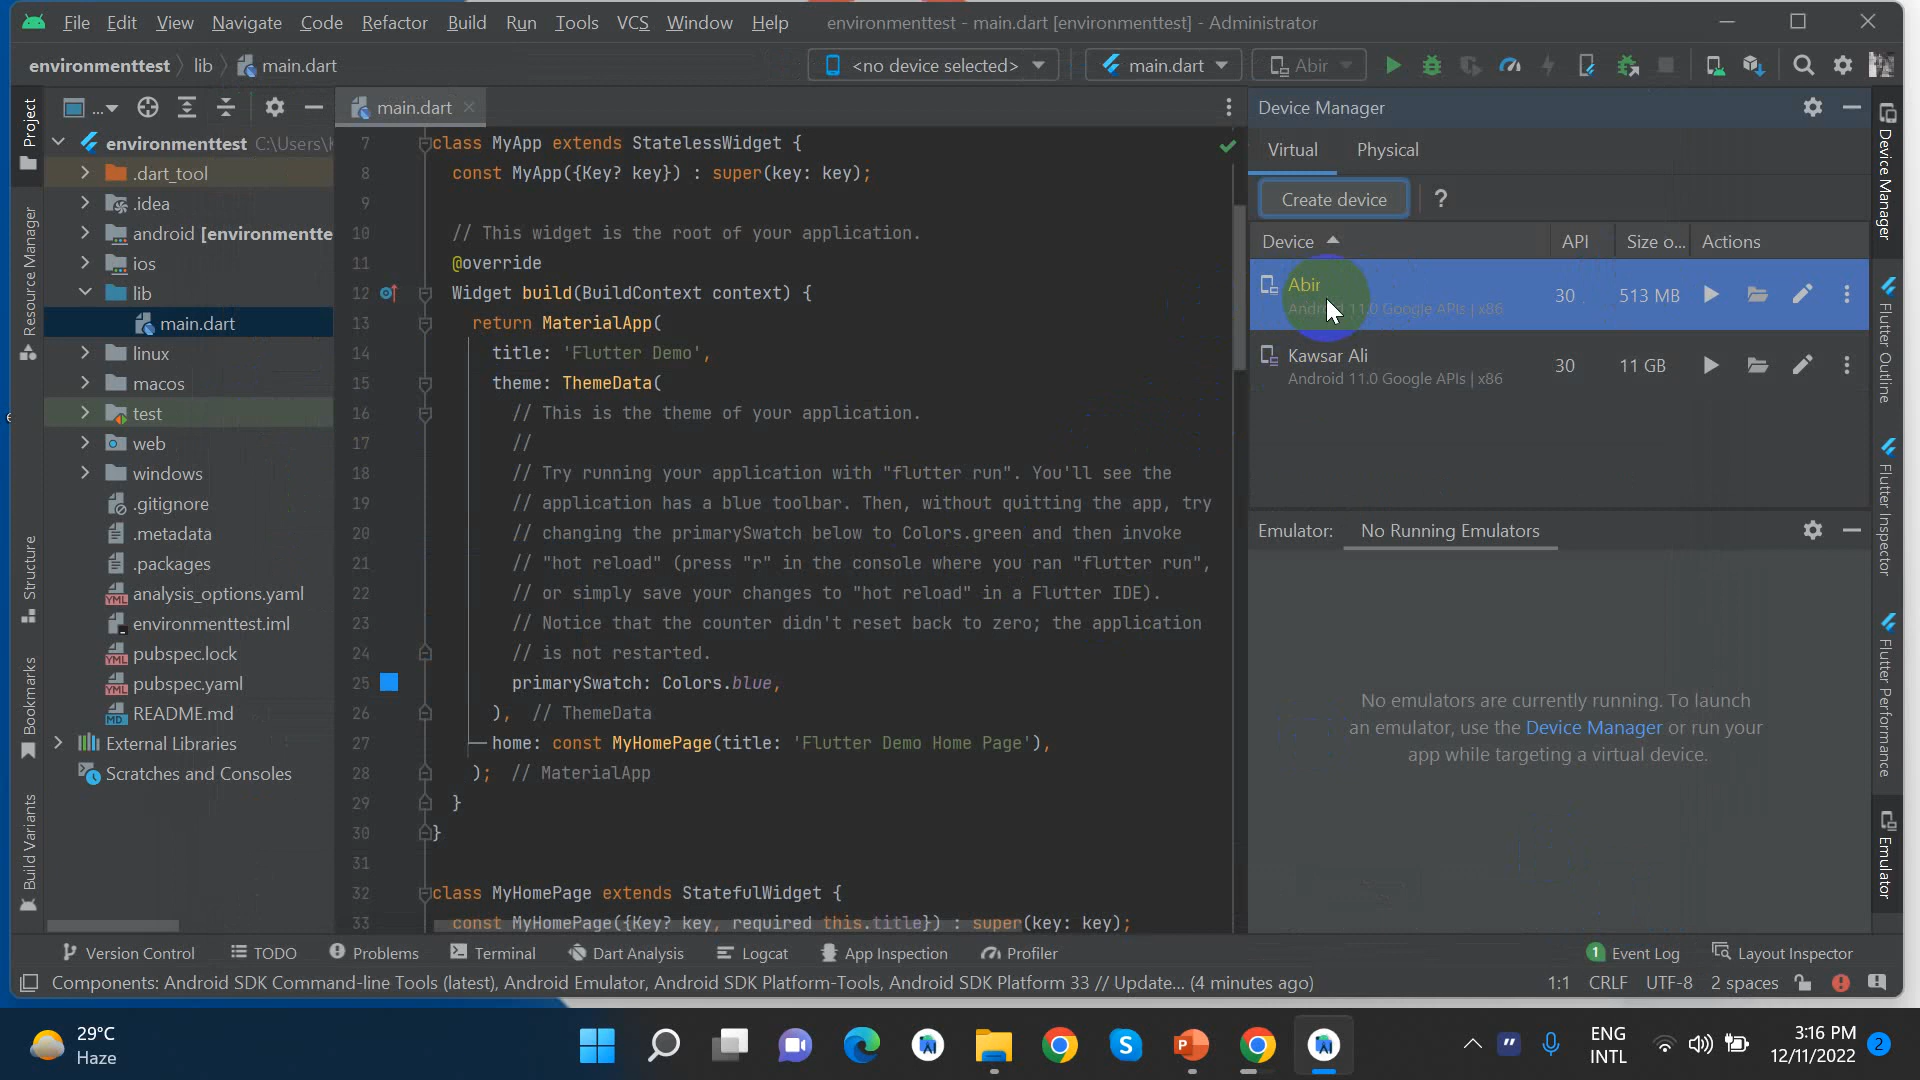 File Edit View Navigate Code Refactor Build Run Tools VCS Window Help environmenttest - main.dart [environmenttest] - Administrator
environmenttest lib main.dart <no device selected> main.dart Abir
... main.dart
Device Manager
environmenttest C:\Users\
.dart_tool
.idea
android [environmentte
ios
lib
main.dart
linux
macos
test
web
windows
.gitignore
.metadata
.packages
analysis_options.yaml
environmenttest.iml
pubspec.lock
pubspec.yaml
README.md
External Libraries
Scratches and Consoles
Project
Resource Manager
Structure
Bookmarks
Build Variants
7 class MyApp extends StatelessWidget {
8 const MyApp({Key? key}) : super(key: key);
9
10 // This widget is the root of your application.
11 @override
12 Widget build(BuildContext context) {
13 return MaterialApp(
14 title: 'Flutter Demo',
15 theme: ThemeData(
16 // This is the theme of your application.
17 //
18 // Try running your application with "flutter run". You'll see the
19 // application has a blue toolbar. Then, without quitting the app, try
20 // changing the primarySwatch below to Colors.green and then invoke
21 // "hot reload" (press "r" in the console where you ran "flutter run",
22 // or simply save your changes to "hot reload" in a Flutter IDE).
23 // Notice that the counter didn't reset back to zero; the application
24 // is not restarted.
25 primarySwatch: Colors.blue,
26 ), // ThemeData
27 home: const MyHomePage(title: 'Flutter Demo Home Page'),
28 ); // MaterialApp
29 }
30 }
31
32 class MyHomePage extends StatefulWidget {
33 const MyHomePage({Key? key, required this.title}) : super(key: key);
Virtual Physical
Create device ?
Device API Size o... Actions
Abir 30 513 MB
Android 11.0 Google APIs | x86
Kawsar Ali 30 11 GB
Android 11.0 Google APIs | x86
Emulator: No Running Emulators
No emulators are currently running. To launch
an emulator, use the Device Manager or run your
app while targeting a virtual device.
Device Manager
Flutter Outline
Flutter Inspector
Flutter Performance
Emulator
Version Control TODO Problems Terminal Dart Analysis Logcat App Inspection Profiler 1 Event Log Layout Inspector
Components: Android SDK Command-line Tools (latest), Android Emulator, Android SDK Platform-Tools, Android SDK Platform 33 // Update... (4 minutes ago) 1:1 CRLF UTF-8 2 spaces
29°C
Haze
ENG
INTL
3:16 PM
12/11/2022
2